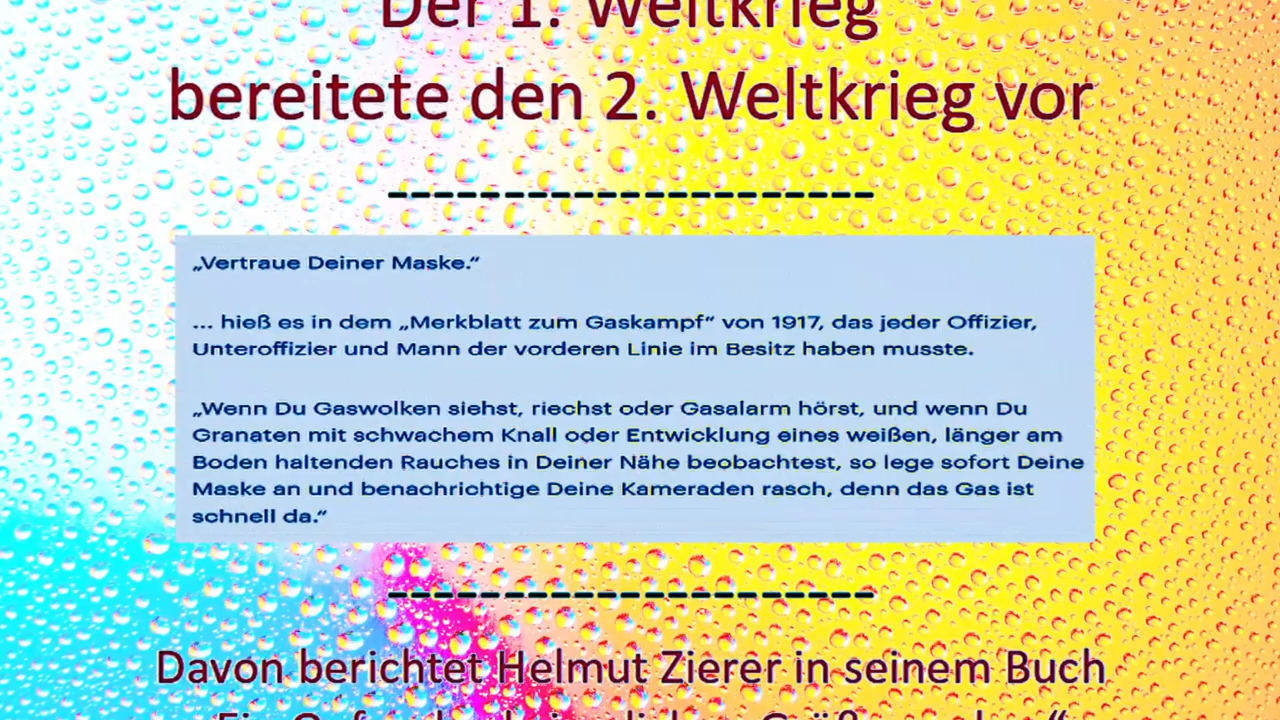 Der 1. Weltkrieg
bereitete den 2. Weltkrieg vor
--------------------
„Vertraue Deiner Maske.“
... hieß es in dem „Merkblatt zum Gaskampf“ von 1917, das jeder Offizier,
Unteroffizier und Mann der vorderen Linie im Besitz haben musste.
„Wenn Du Gaswolken siehst, riechst oder Gasalarm hörst, und wenn Du
Granaten mit schwachem Knall oder Entwicklung eines weißen, länger am
Boden haltenden Rauches in Deiner Nähe beobachtest, so lege sofort Deine
Maske an und benachrichtige Deine Kameraden rasch, denn das Gas ist
schnell da.“
--------------------
Davon berichtet Helmut Zierer in seinem Buch